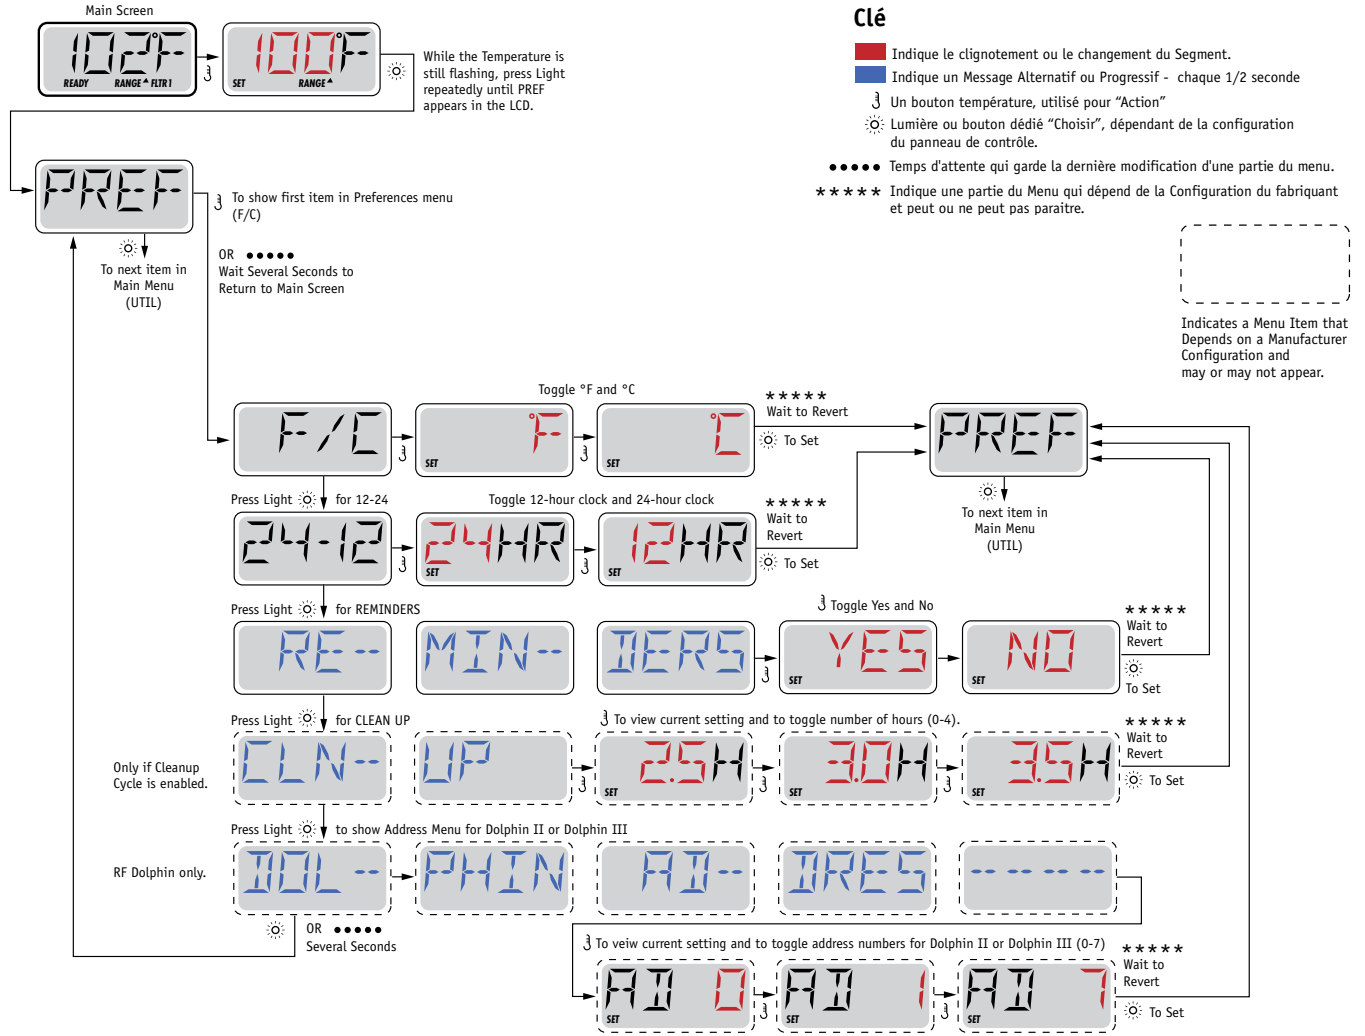 Main Screen
102°F
READY RANGE FLTR1
100°F
SET RANGE
While the Temperature is
still flashing, press Light
repeatedly until PREF
appears in the LCD.
Clé
Indique le clignotement ou le changement du Segment.
Indique un Message Alternatif ou Progressif - chaque 1/2 seconde
Un bouton température, utilisé pour “Action”
Lumière ou bouton dédié “Choisir”, dépendant de la configuration
du panneau de contrôle.
●●●●● Temps d'attente qui garde la dernière modification d'une partie du menu.
***** Indique une partie du Menu qui dépend de la Configuration du fabriquant
et peut ou ne peut pas paraitre.
Indicates a Menu Item that
Depends on a Manufacturer
Configuration and
may or may not appear.
PREF
To show first item in Preferences menu
(F/C)
To next item in
Main Menu
(UTIL)
OR ●●●●●
Wait Several Seconds to
Return to Main Screen
Toggle °F and °C
F/C
°F
SET
°C
SET
*****
Wait to Revert
To Set
PREF
To next item in
Main Menu
(UTIL)
Press Light for 12-24
Toggle 12-hour clock and 24-hour clock
24-12
24HR
SET
12HR
SET
*****
Wait to
Revert
To Set
Press Light for REMINDERS
Toggle Yes and No
RE--
MIN--
DERS
YES
SET
NO
SET
*****
Wait to
Revert
To Set
Press Light for CLEAN UP
To view current setting and to toggle number of hours (0-4).
Only if Cleanup
Cycle is enabled.
CLN--
UP
2.5H
SET
3.0H
SET
3.5H
SET
*****
Wait to
Revert
To Set
Press Light to show Address Menu for Dolphin II or Dolphin III
RF Dolphin only.
DOL--
PHIN
AD--
DRES
-- -- -- --
OR ●●●●●
Several Seconds
To veiw current setting and to toggle address numbers for Dolphin II or Dolphin III (0-7)
AD 0
SET
AD 1
SET
AD 7
SET
*****
Wait to
Revert
To Set